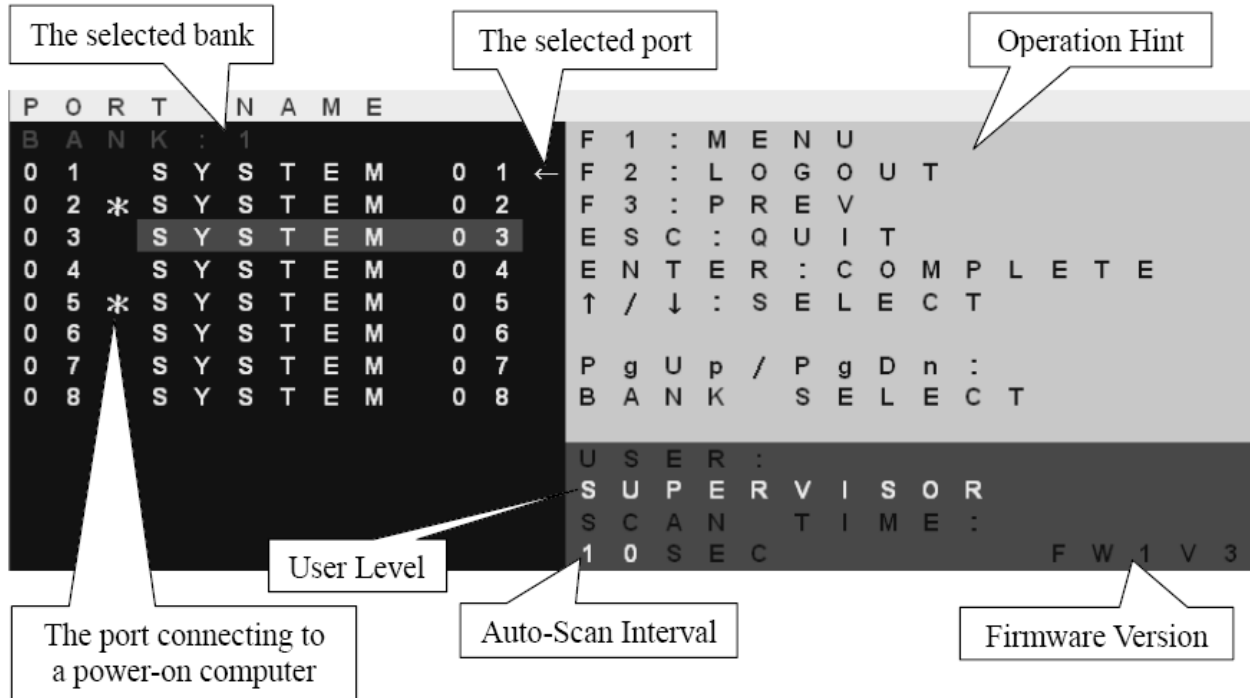 The selected bank
The selected port
Operation Hint
PORT NAME
BANK:1
01 SYSTEM 01 ←
02 * SYSTEM 02
03 SYSTEM 03
04 SYSTEM 04
05 * SYSTEM 05
06 SYSTEM 06
07 SYSTEM 07
08 SYSTEM 08
F1:MENU
F2:LOGOUT
F3:PREV
ESC:QUIT
ENTER:COMPLETE
↑/↓:SELECT
PgUp/PgDn:
BANK SELECT
USER:
SUPERVISOR
SCAN TIME:
10SEC FW1V3
User Level
The port connecting to
a power-on computer
Auto-Scan Interval
Firmware Version